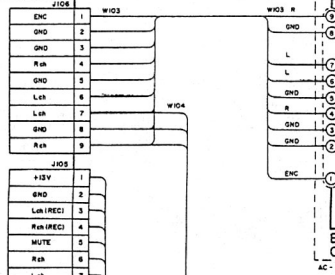 J106
W103
W103 R
ENC 1
GND 2
GND 3
Rch 4
GND 5
Lch 6
Lch 7
GND 8
Rch 9
W104
GND 8
L 7
L 6
GND 5
R 4
GND 3
GND 2
ENC 1
J105
+13V 1
GND 2
Lch (REC) 3
Rch (REC) 4
MUTE 5
Rch 6
AC-